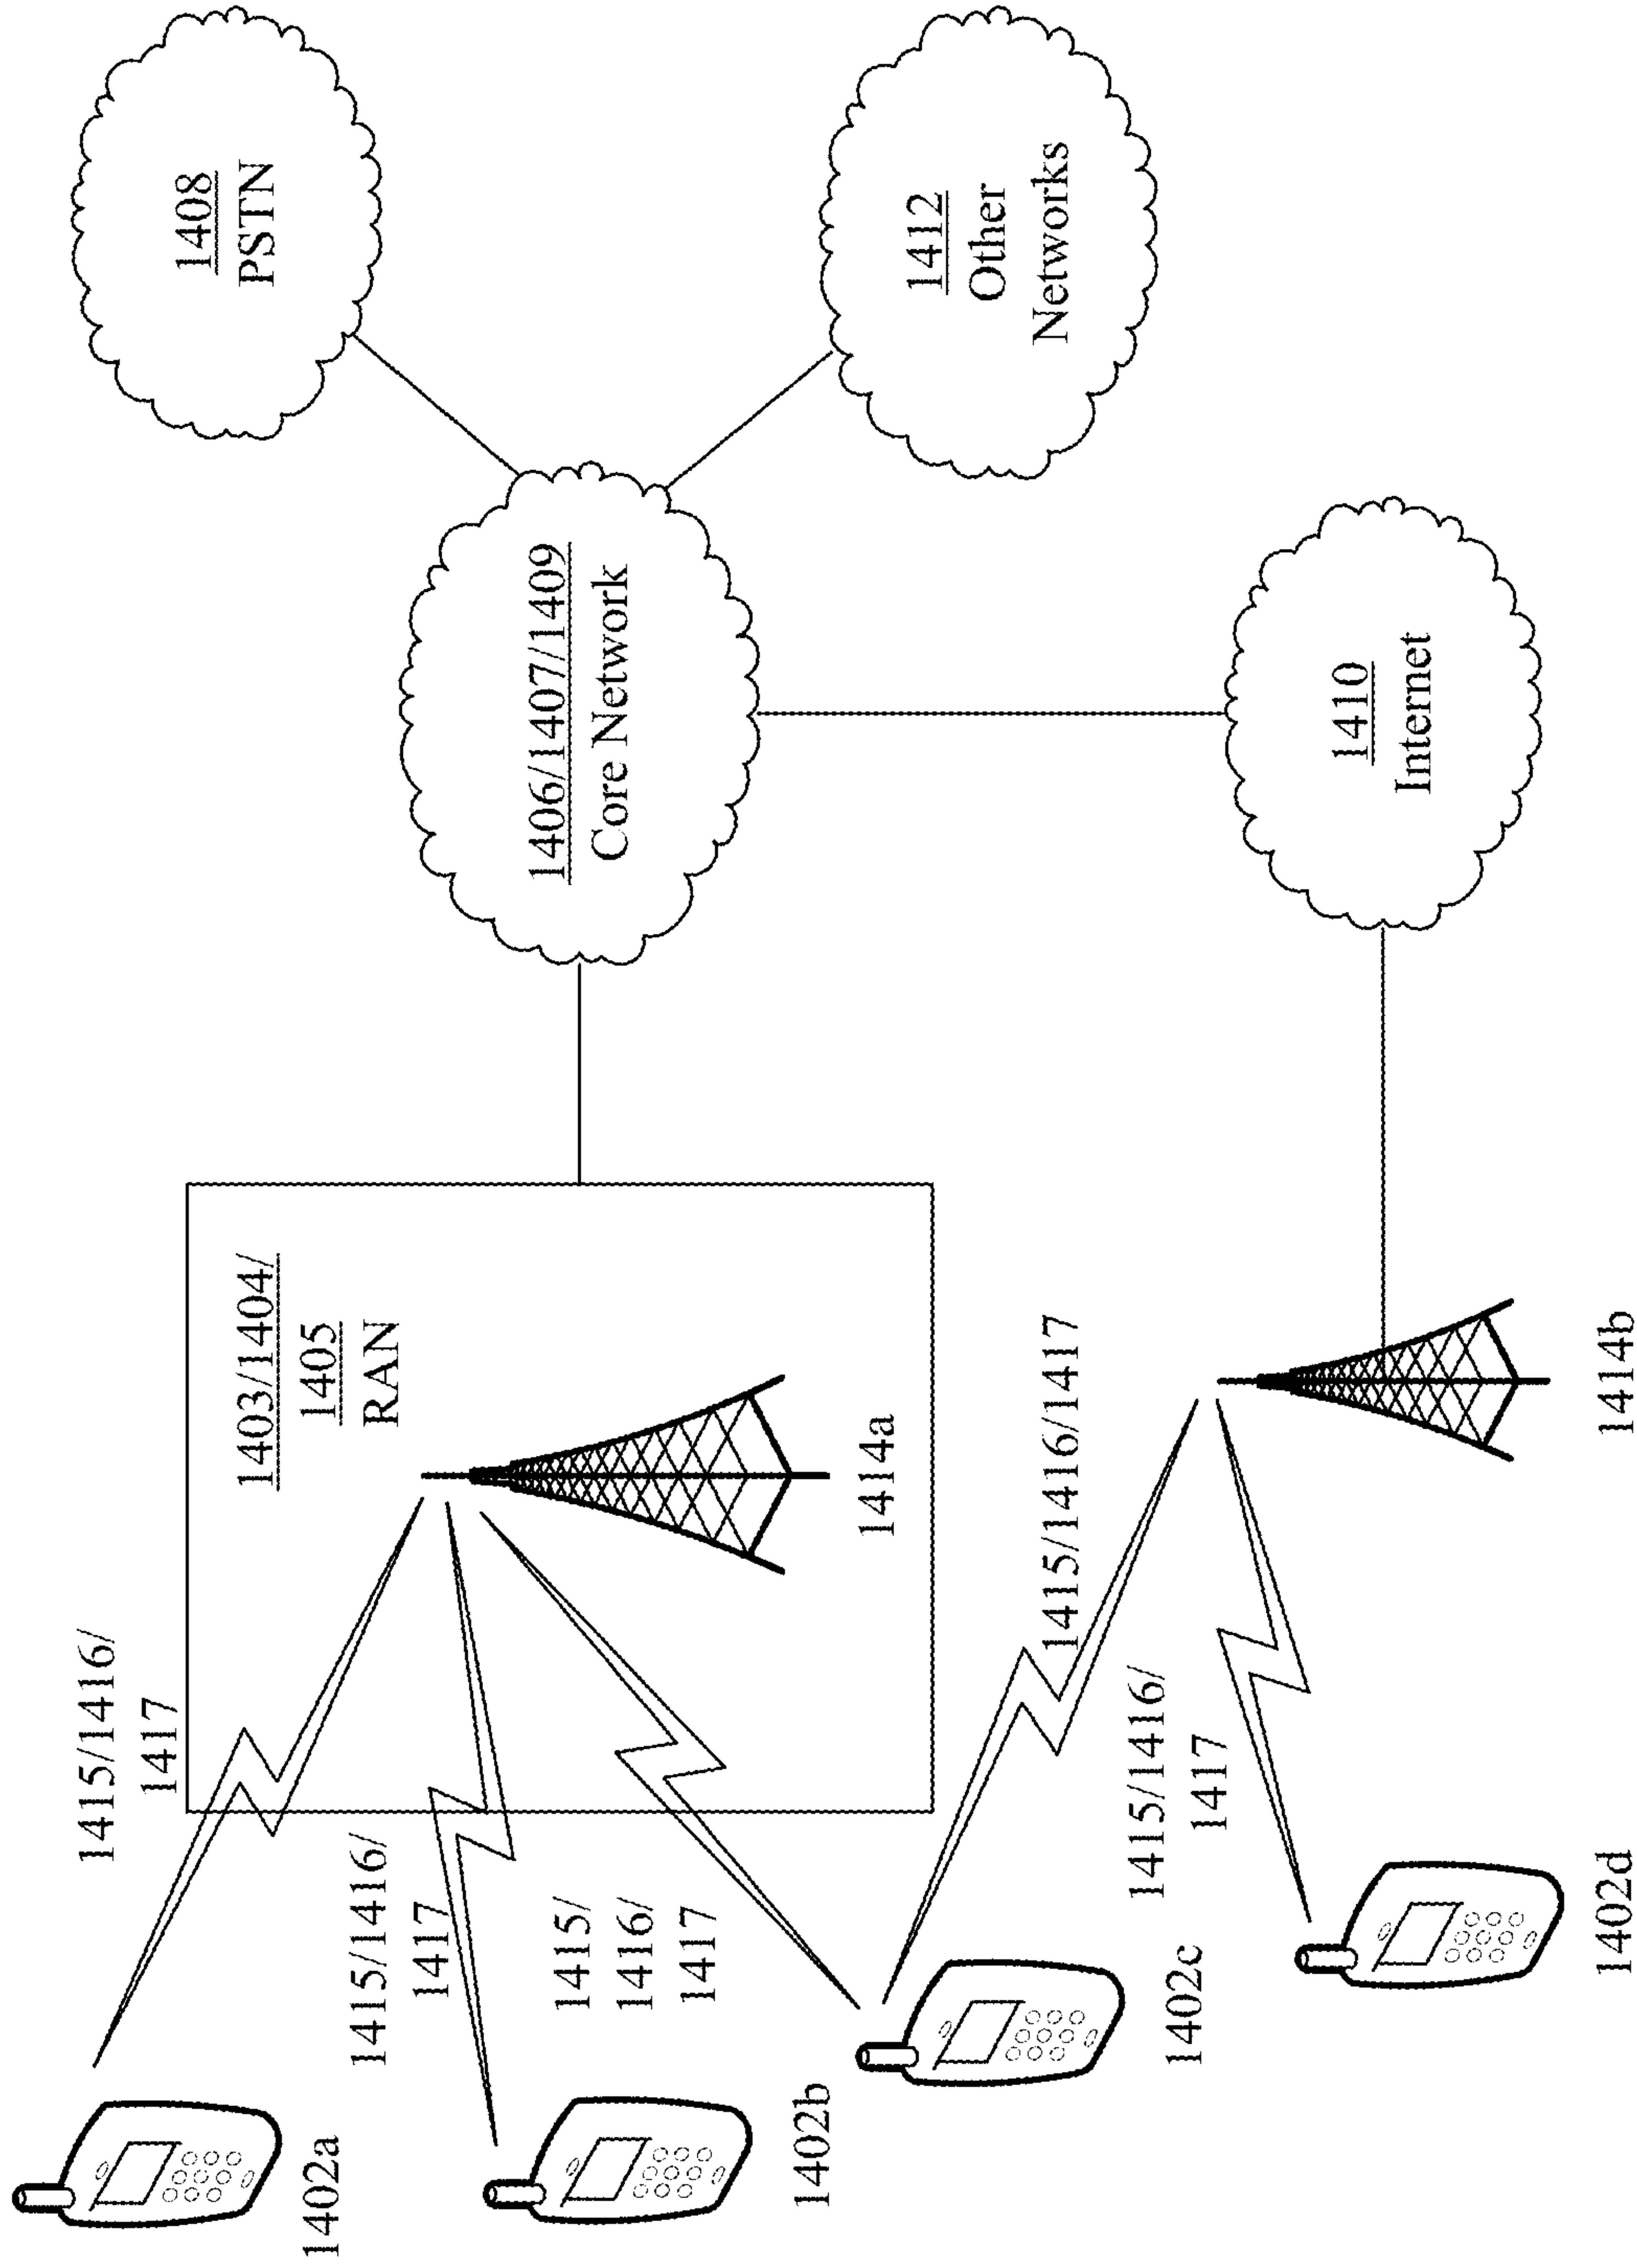 1402a
1415/1416/
1417
1403/1404/
1405
RAN
1408
PSTN
1406/1407/1409
Core Network
1402b
1415/1416/
1417
1415/
1416/
1417
1414a
1412
Other
Networks
1402c
1415/1416/1417
1415/1416/
1417
1410
Internet
1402d
1414b